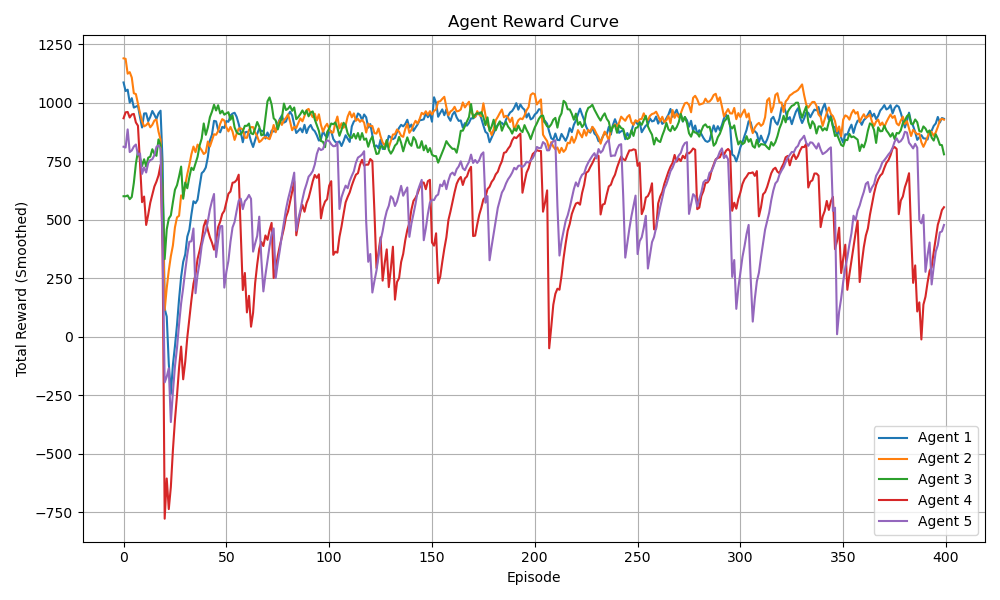 Agent Reward Curve
Total Reward (Smoothed)
1250
1000
750
500
250
0
−250
−500
−750
0 50 100 150 200 250 300 350 400
Episode
Agent 1
Agent 2
Agent 3
Agent 4
Agent 5